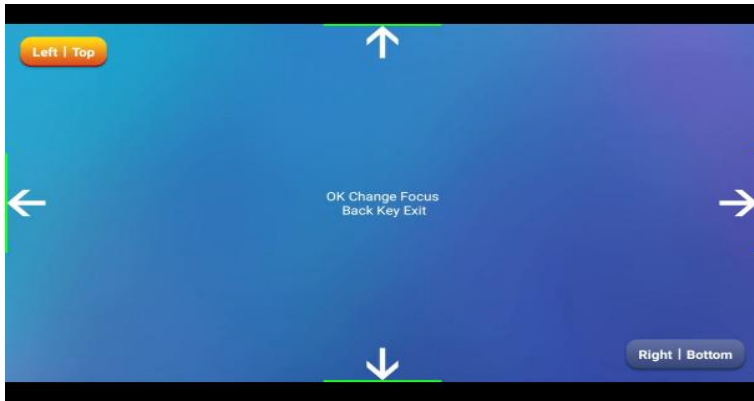 Left | Top
OK Change Focus
Back Key Exit
Right | Bottom